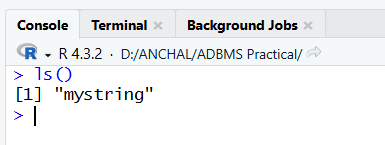 Console Terminal × Background Jobs ×
R R 4.3.2 · D:/ANCHAL/ADBMS Practical/
> ls()
[1] "mystring"
>